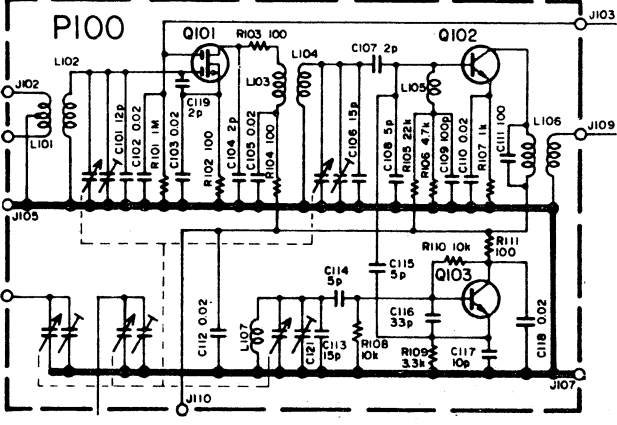 P100
Q101
R103 100
L104
C107 2p
Q102
J103
J102
L102
L103
C119
2p
L105
L101
C101 12p
C102 0.02
R101 1M
C103 0.02
R102 100
C104 2p
C105 0.02
R104 100
C106 15p
C108 5p
R105 22k
R106 4.7k
C109 100p
C110 0.02
R107 1k
C111 100
L106
J109
J105
R110 10k
R111
100
C114
5p
C115
5p
Q103
C112 0.02
L107
C121
C113
15p
R108
10k
C116
33p
R109
3.3k
C117
10p
C118 0.02
J110
J107